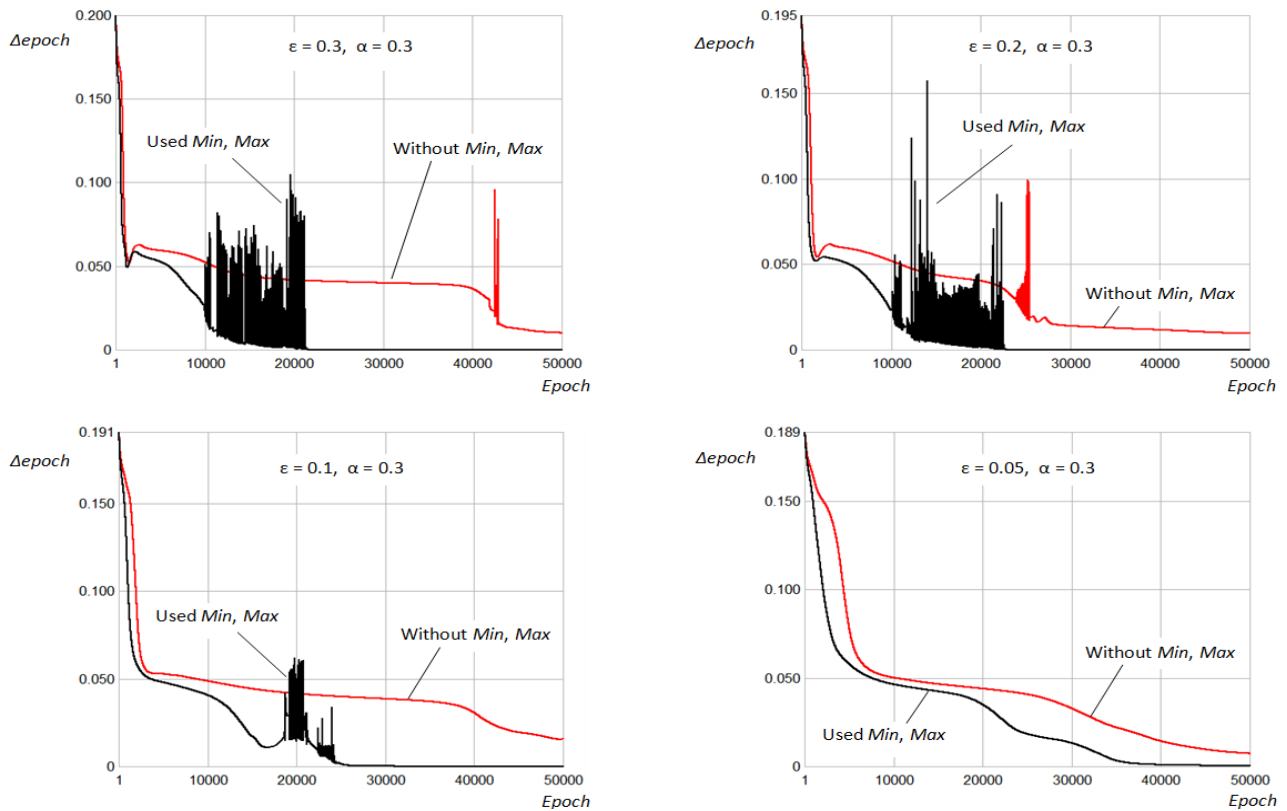 0.200
Δepoch
ε = 0.3, α = 0.3
0.150
Used Min, Max
Without Min, Max
0.100
0.050
0
1 10000 20000 30000 40000 50000
Epoch
0.195
Δepoch
ε = 0.2, α = 0.3
0.150
Used Min, Max
0.100
0.050
Without Min, Max
0
1 10000 20000 30000 40000 50000
Epoch
0.191
Δepoch
ε = 0.1, α = 0.3
0.150
0.100
Used Min, Max
Without Min, Max
0.050
0
1 10000 20000 30000 40000 50000
Epoch
0.189
Δepoch
ε = 0.05, α = 0.3
0.150
0.100
Without Min, Max
0.050
Used Min, Max
0
1 10000 20000 30000 40000 50000
Epoch